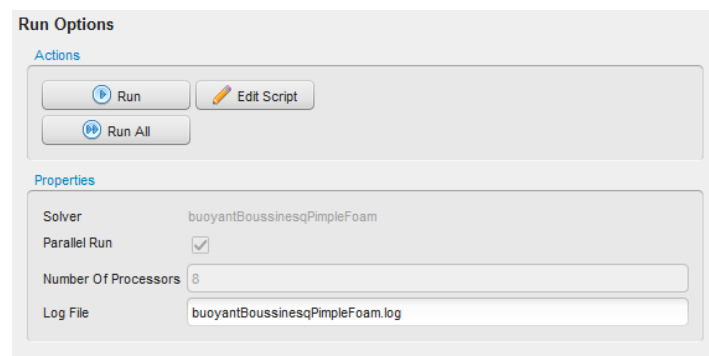 Run Options
Actions
Run
Edit Script
Run All
Properties
Solver buoyantBoussinesqPimpleFoam
Parallel Run
Number Of Processors 8
Log File buoyantBoussinesqPimpleFoam.log